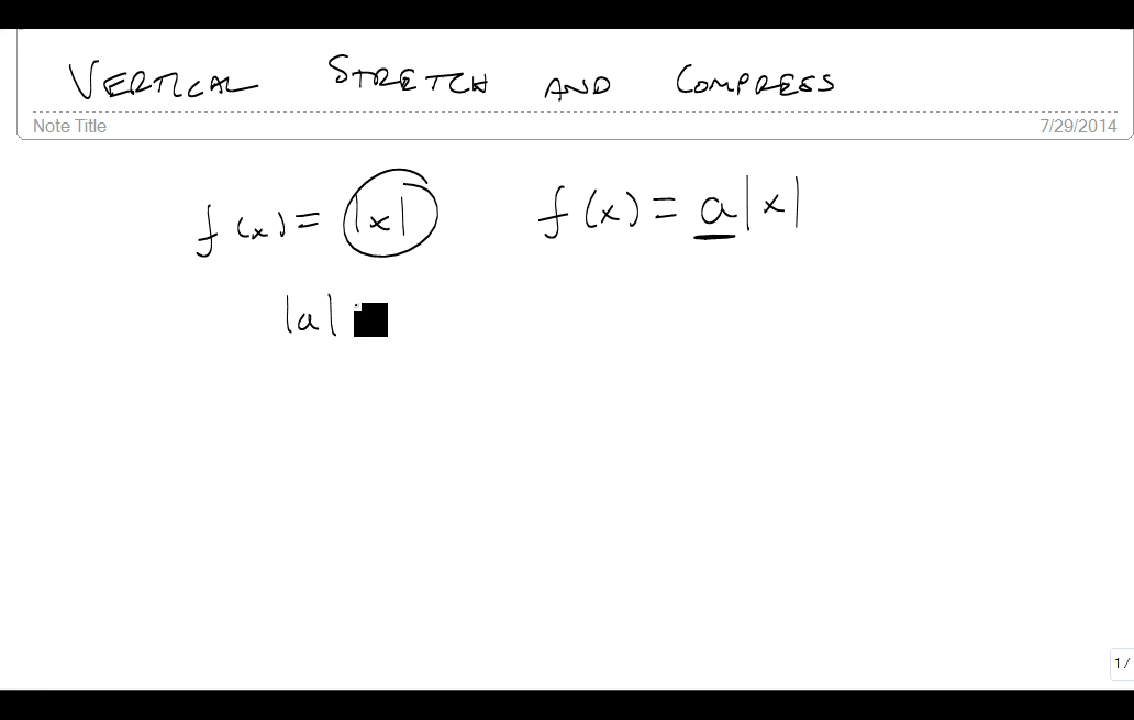 VERTICAL STRETCH AND COMPRESS
Note Title 7/29/2014
f(x) = |x| f(x) = a|x|
|a|
1/